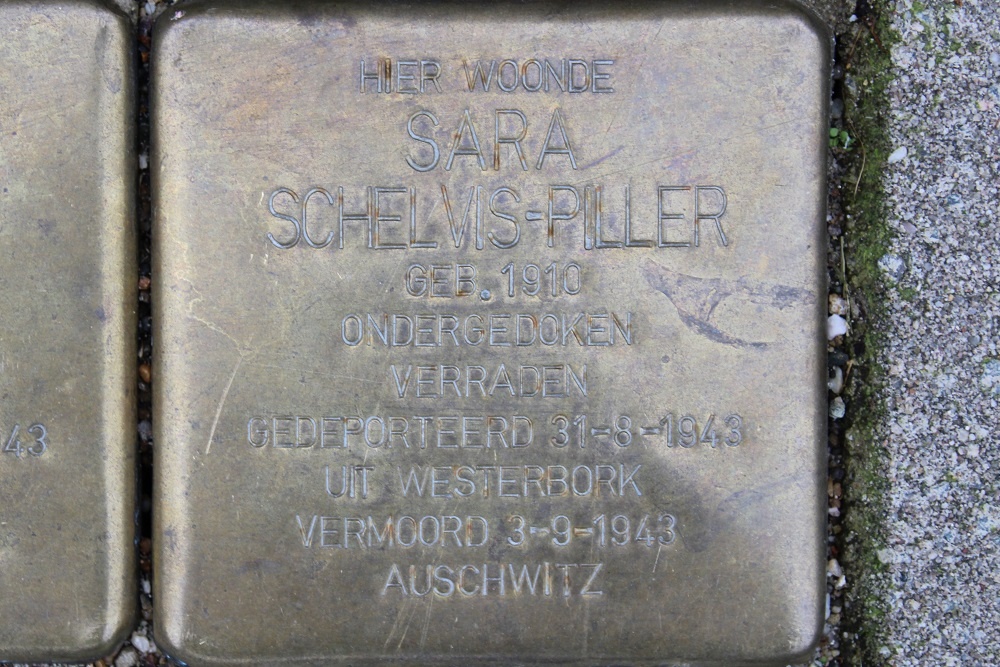 HIER WOONDE
SARA
SCHELVIS-PILLER
GEB. 1910
ONDERGEDOKEN
VERRADEN
GEDEPORTEERD 31-8-1943
UIT WESTERBORK
VERMOORD 3-9-1943
AUSCHWITZ
43